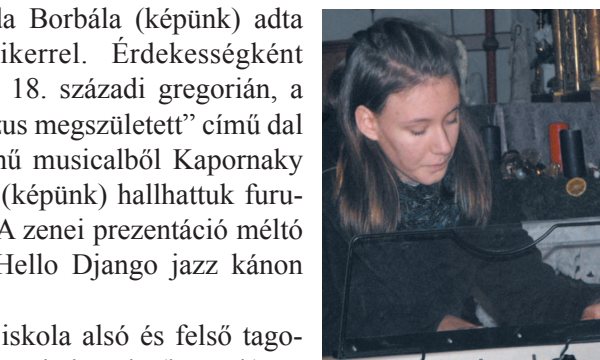 la Borbála (képünk) adta
ikerrel. Érdekességként
18. századi gregorián, a
tus megszületett” című dal
nű musicalből Kapornaky
(képünk) hallhattuk furu-
A zenei prezentáció méltó
Hello Django jazz kánon
iskola alsó és felső tago-